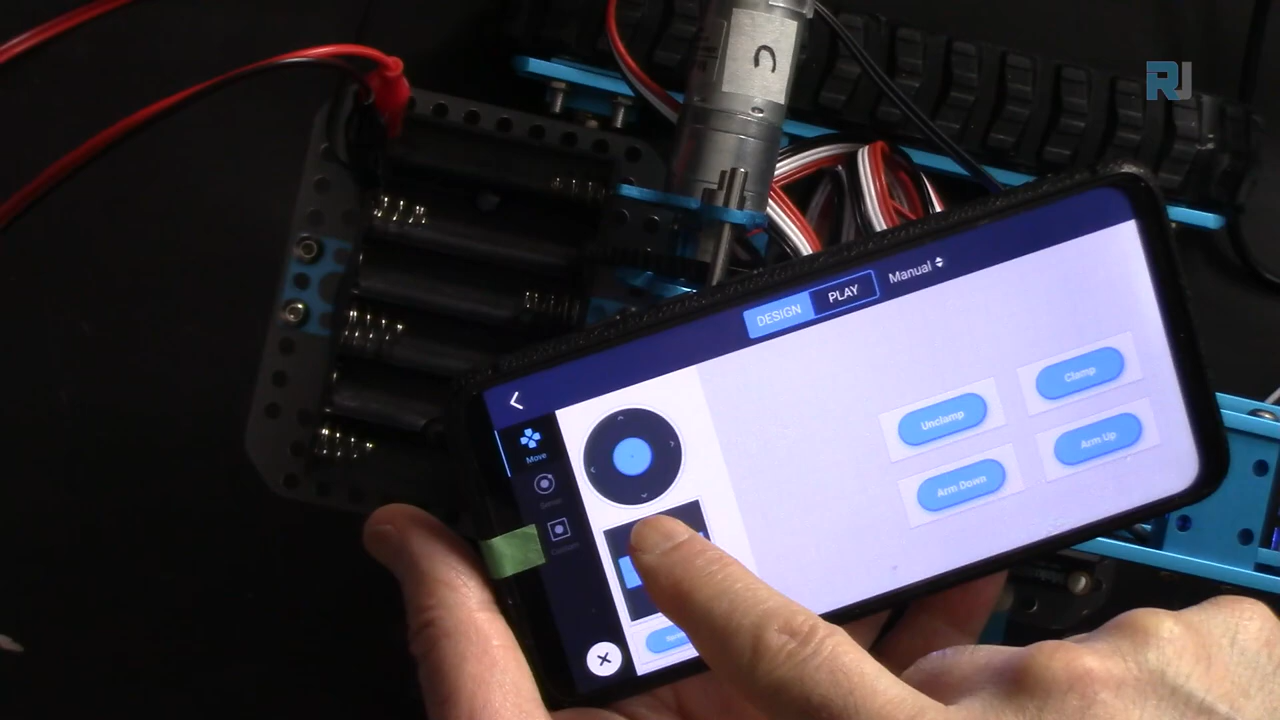 RJ
C
DESIGN
PLAY
Manual
Move
Unclamp
Clamp
Arm Down
Arm Up